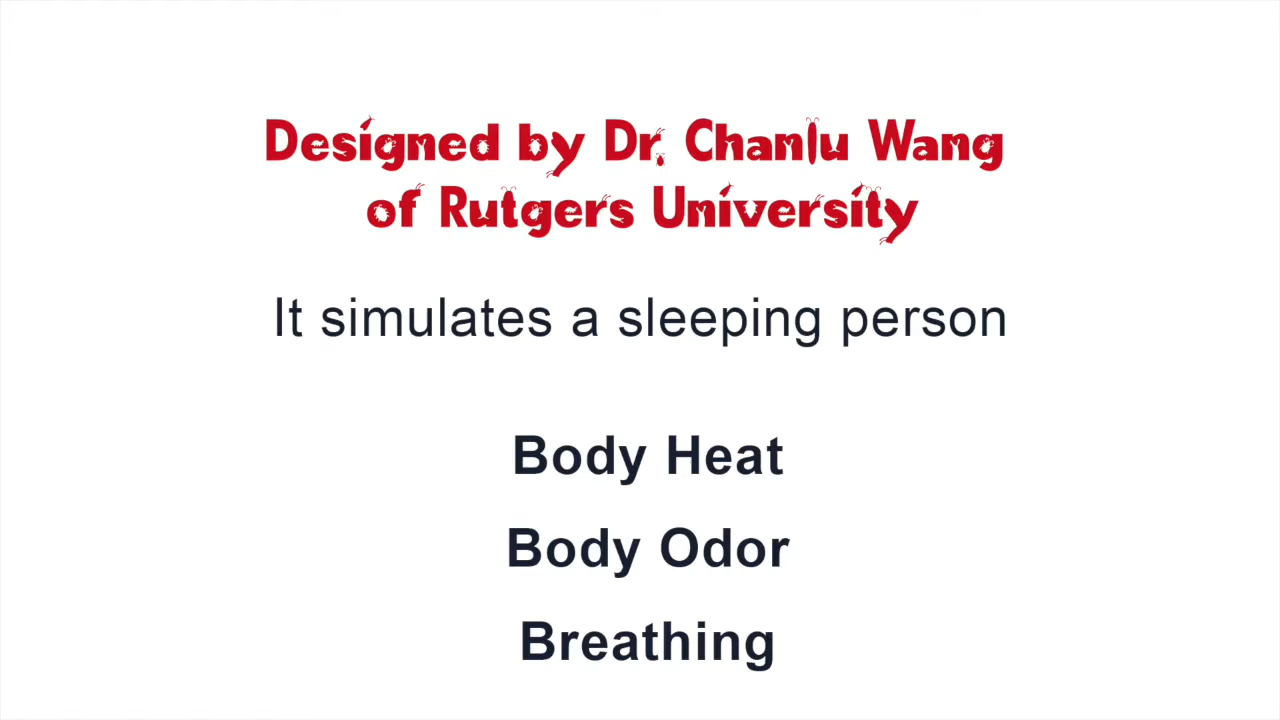 Designed by Dr. Chanlu Wang
of Rutgers University
It simulates a sleeping person
Body Heat
Body Odor
Breathing